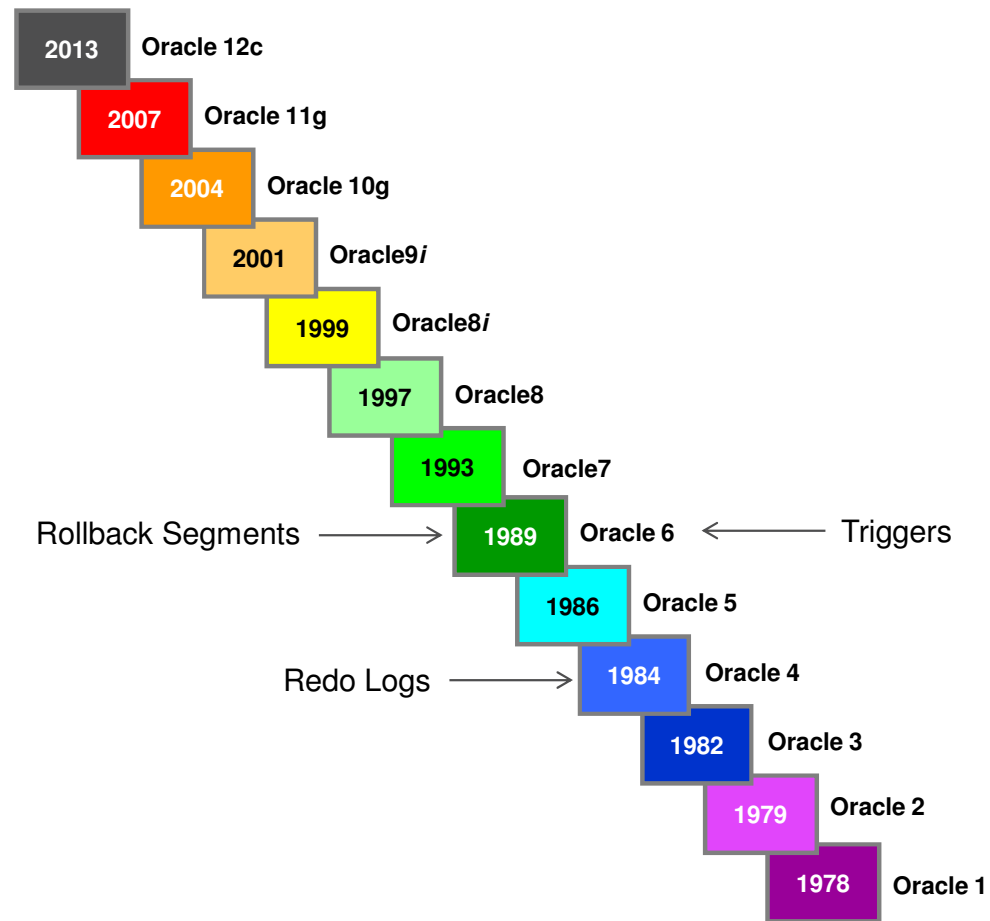 2013 Oracle 12c
2007 Oracle 11g
2004 Oracle 10g
2001 Oracle9i
1999 Oracle8i
1997 Oracle8
1993 Oracle7
Rollback Segments 1989 Oracle 6 Triggers
1986 Oracle 5
Redo Logs 1984 Oracle 4
1982 Oracle 3
1979 Oracle 2
1978 Oracle 1